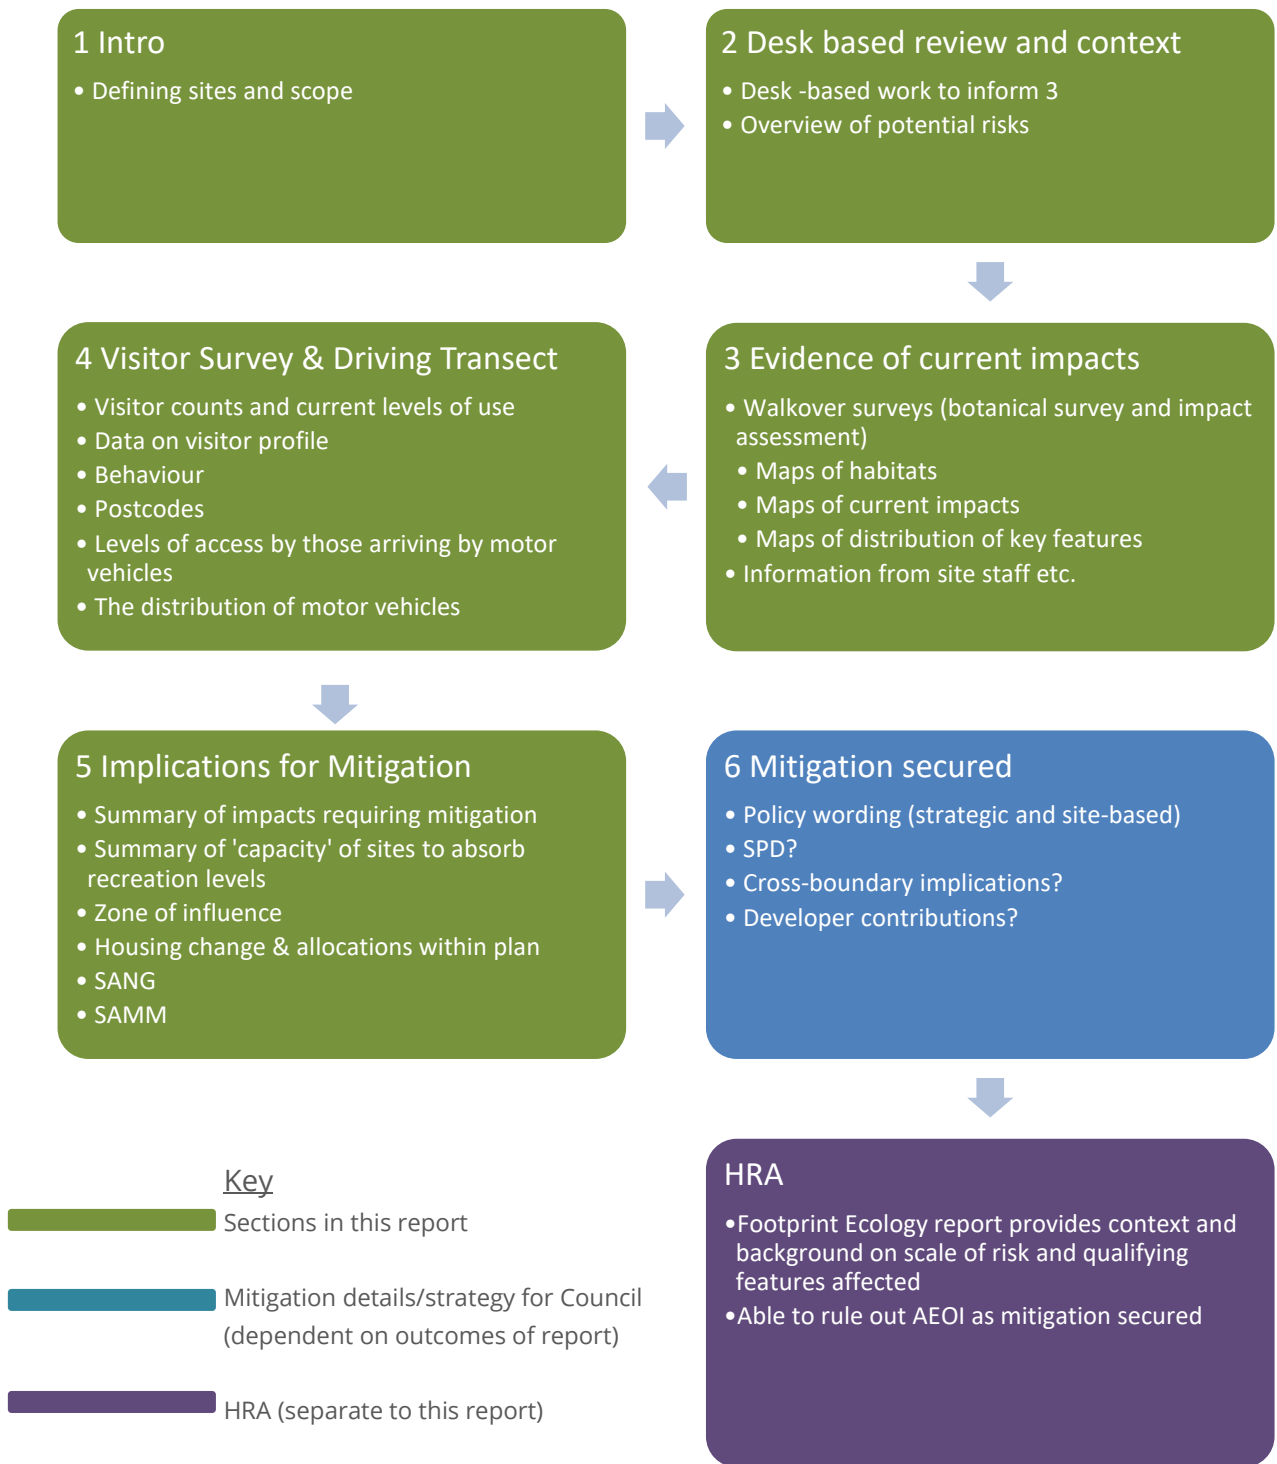 1 Intro
• Defining sites and scope
2 Desk based review and context
• Desk -based work to inform 3
• Overview of potential risks
3 Evidence of current impacts
• Walkover surveys (botanical survey and impact
assessment)
• Maps of habitats
• Maps of current impacts
• Maps of distribution of key features
• Information from site staff etc.
4 Visitor Survey & Driving Transect
• Visitor counts and current levels of use
• Data on visitor profile
• Behaviour
• Postcodes
• Levels of access by those arriving by motor
vehicles
• The distribution of motor vehicles
5 Implications for Mitigation
• Summary of impacts requiring mitigation
• Summary of 'capacity' of sites to absorb
recreation levels
• Zone of influence
• Housing change & allocations within plan
• SANG
• SAMM
6 Mitigation secured
• Policy wording (strategic and site-based)
• SPD?
• Cross-boundary implications?
• Developer contributions?
HRA
•Footprint Ecology report provides context and
background on scale of risk and qualifying
features affected
•Able to rule out AEOI as mitigation secured
Key
Sections in this report
Mitigation details/strategy for Council
(dependent on outcomes of report)
HRA (separate to this report)